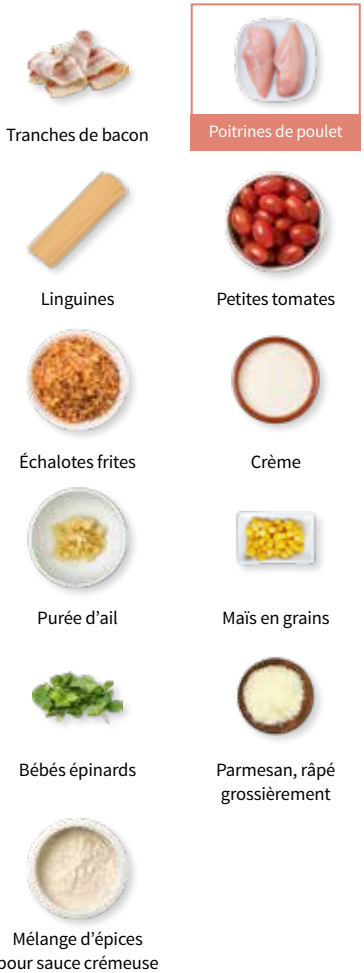 Tranches de bacon
Poitrines de poulet
Linguines
Petites tomates
Échalotes frites
Crème
Purée d’ail
Maïs en grains
Bébés épinards
Parmesan, râpé
grossièrement
Mélange d’épices
pour sauce crémeuse